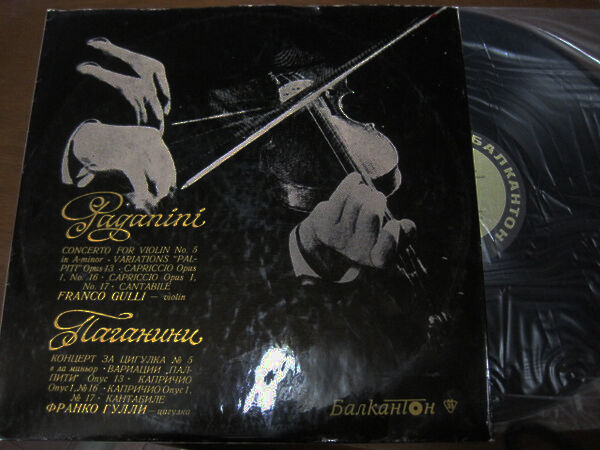 Paganini
CONCERTO FOR VIOLIN No. 5
in A-minor · VARIATIONS "PAL-
PITI" Opus 13 · CAPRICCIO Opus
1, No. 16 · CAPRICCIO Opus 1,
No. 17 · CANTABILE
FRANCO GULLI — violin
Паганини
КОНЦЕРТ ЗА ЦИГУЛКА № 5
в ла миньор · ВАРИАЦИИ „ПАЛ-
ПИТИ" Опус 13 · КАПРИЧИО
Опус 1, № 16 · КАПРИЧИО Опус 1,
№ 17 · КАНТАБИЛЕ
ФРАНКО ГУЛЛИ — цигулка
Балкантон
БАЛКАНТОН